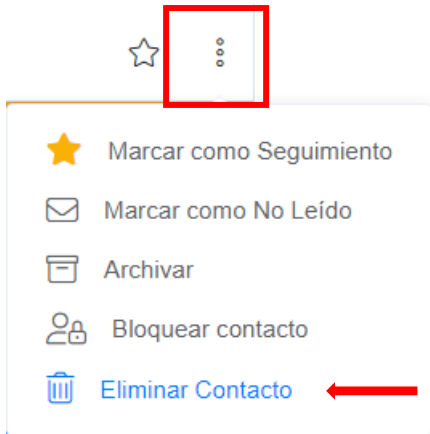 Marcar como Seguimiento
Marcar como No Leído
Archivar
Bloquear contacto
Eliminar Contacto